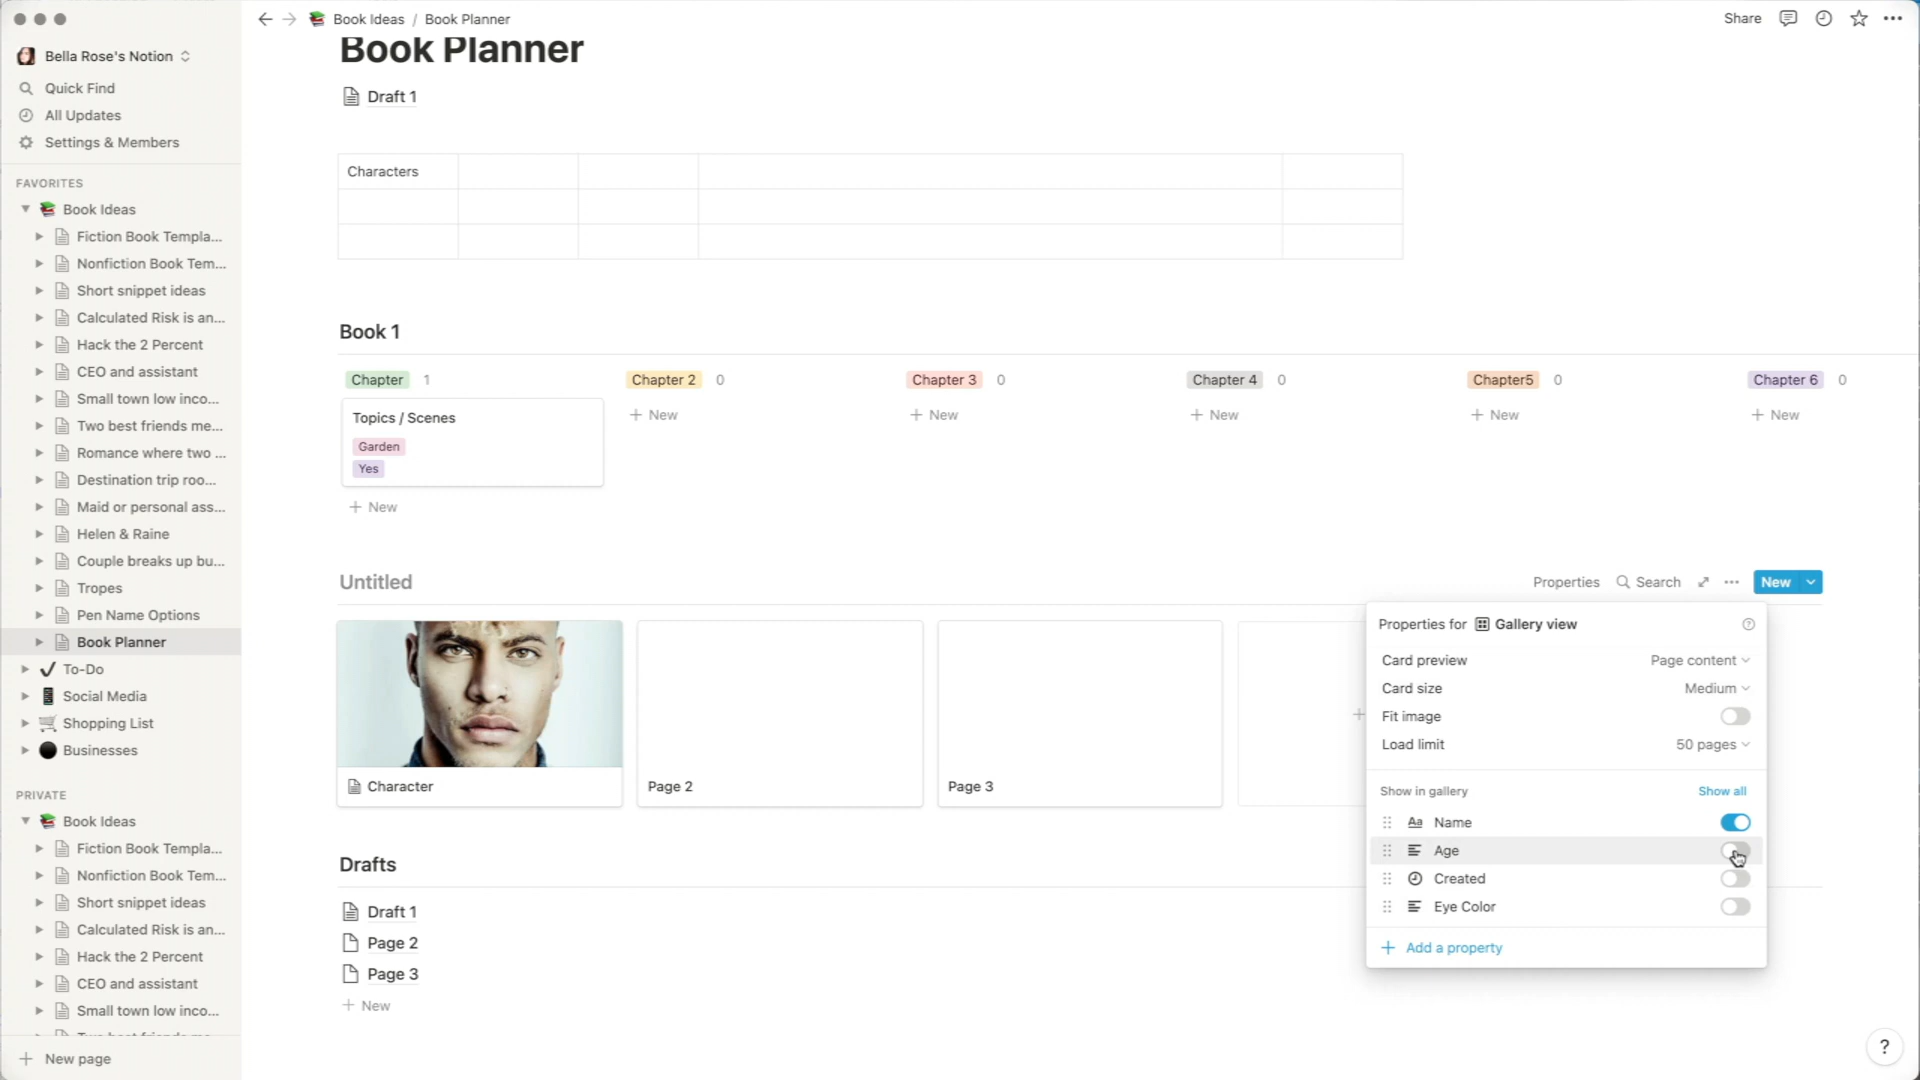 Book Ideas / Book Planner
Share
Bella Rose's Notion
Quick Find
All Updates
Settings & Members
FAVORITES
Book Ideas
Fiction Book Templa...
Nonfiction Book Tem...
Short snippet ideas
Calculated Risk is an...
Hack the 2 Percent
CEO and assistant
Small town low inco...
Two best friends me...
Romance where two ...
Destination trip roo...
Maid or personal ass...
Helen & Raine
Couple breaks up bu...
Tropes
Pen Name Options
Book Planner
To-Do
Social Media
Shopping List
Businesses
PRIVATE
Book Ideas
Fiction Book Templa...
Nonfiction Book Tem...
Short snippet ideas
Calculated Risk is an...
Hack the 2 Percent
CEO and assistant
Small town low inco...
+ New page
Book Planner
Draft 1
Characters
Book 1
Chapter 1
Chapter 2 0
Chapter 3 0
Chapter 4 0
Chapter5 0
Chapter 6 0
Topics / Scenes
Garden
Yes
+ New
+ New
+ New
+ New
+ New
+ New
Untitled
Properties
Search
New
Character
Page 2
Page 3
Properties for Gallery view
Card preview Page content
Card size Medium
Fit image
Load limit 50 pages
Show in gallery Show all
Aa Name
Age
Created
Eye Color
+ Add a property
Drafts
Draft 1
Page 2
Page 3
+ New
?